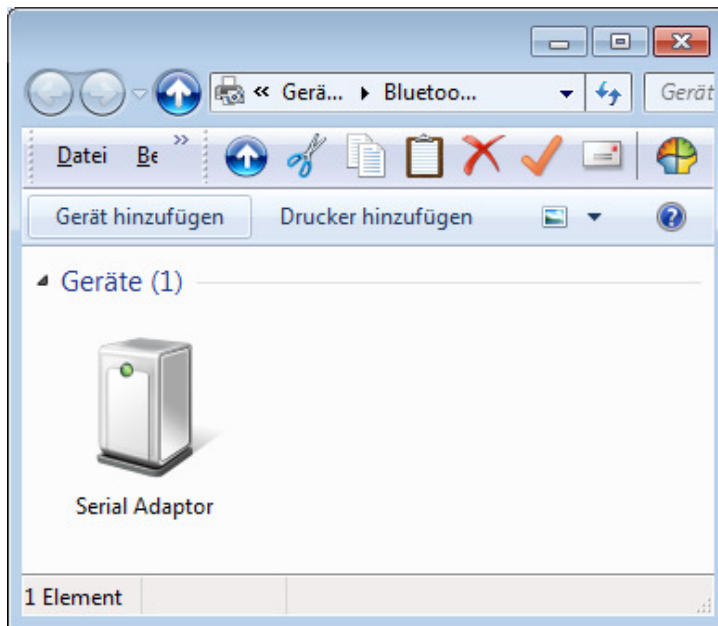 « Gerä... Bluetoo... Gerät
Datei Be »
Gerät hinzufügen Drucker hinzufügen
Geräte (1)
Serial Adaptor
1 Element